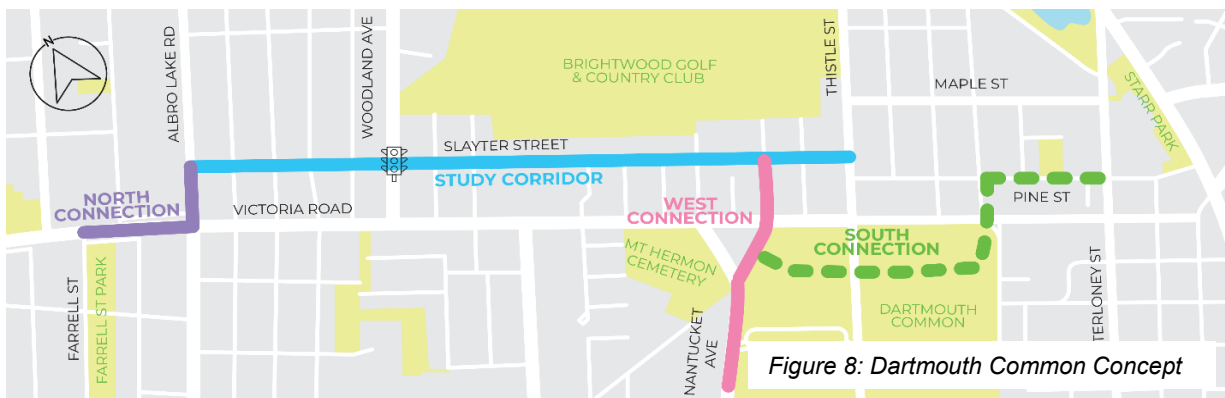 N
ALBRO LAKE RD
WOODLAND AVE
BRIGHTWOOD GOLF
& COUNTRY CLUB
THISTLE ST
MAPLE ST
STARR PARK
SLAYTER STREET
STUDY CORRIDOR
NORTH
CONNECTION
VICTORIA ROAD
WEST
CONNECTION
PINE ST
SOUTH
CONNECTION
MT HERMON
CEMETERY
FARRELL ST
FARRELL ST PARK
NANTUCKET
AVE
DARTMOUTH
COMMON
TERLONEY ST
Figure 8: Dartmouth Common Concept